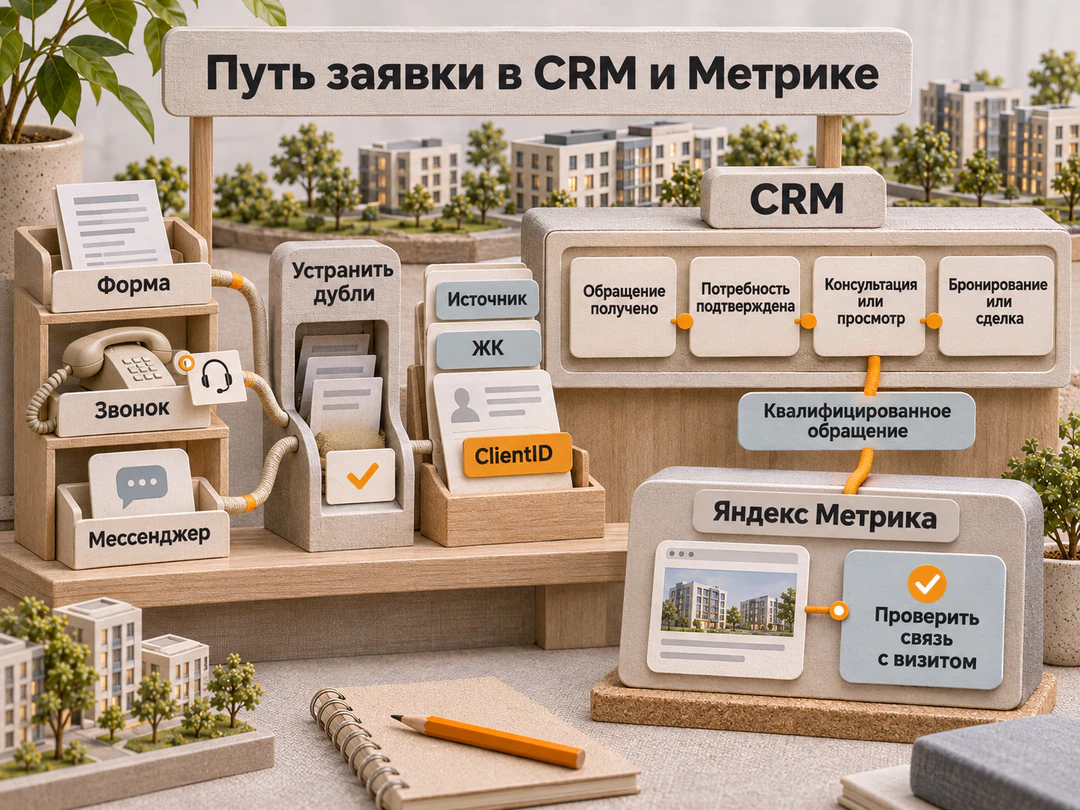 Путь заявки в CRM и Метрике
CRM
Форма
Звонок
Мессенджер
Устранить
дубли
Источник
ЖК
ClientID
Обращение
получено
Потребность
подтверждена
Консультация
или
просмотр
Бронирование
или
сделка
Квалифицированное
обращение
Яндекс Метрика
Проверить
связь
с визитом